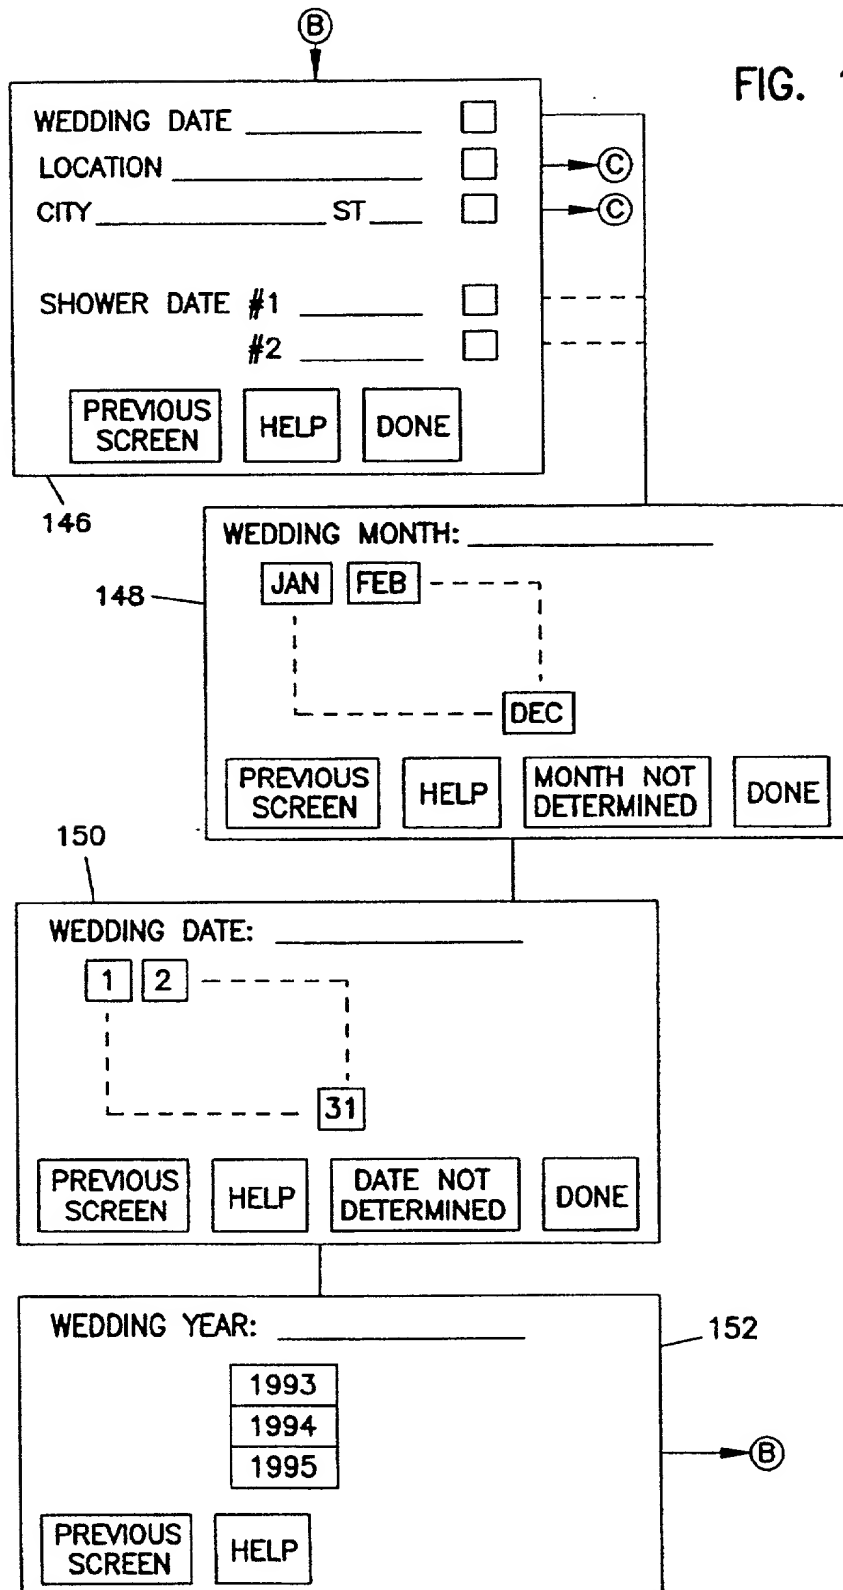 B
FIG.
WEDDING DATE
LOCATION
C
CITY ST
C
SHOWER DATE #1
#2
PREVIOUS SCREEN
HELP
DONE
146
WEDDING MONTH:
148
JAN FEB
DEC
PREVIOUS SCREEN
HELP
MONTH NOT DETERMINED
DONE
150
WEDDING DATE:
1 2
31
PREVIOUS SCREEN
HELP
DATE NOT DETERMINED
DONE
WEDDING YEAR:
152
1993
1994
1995
B
PREVIOUS SCREEN
HELP